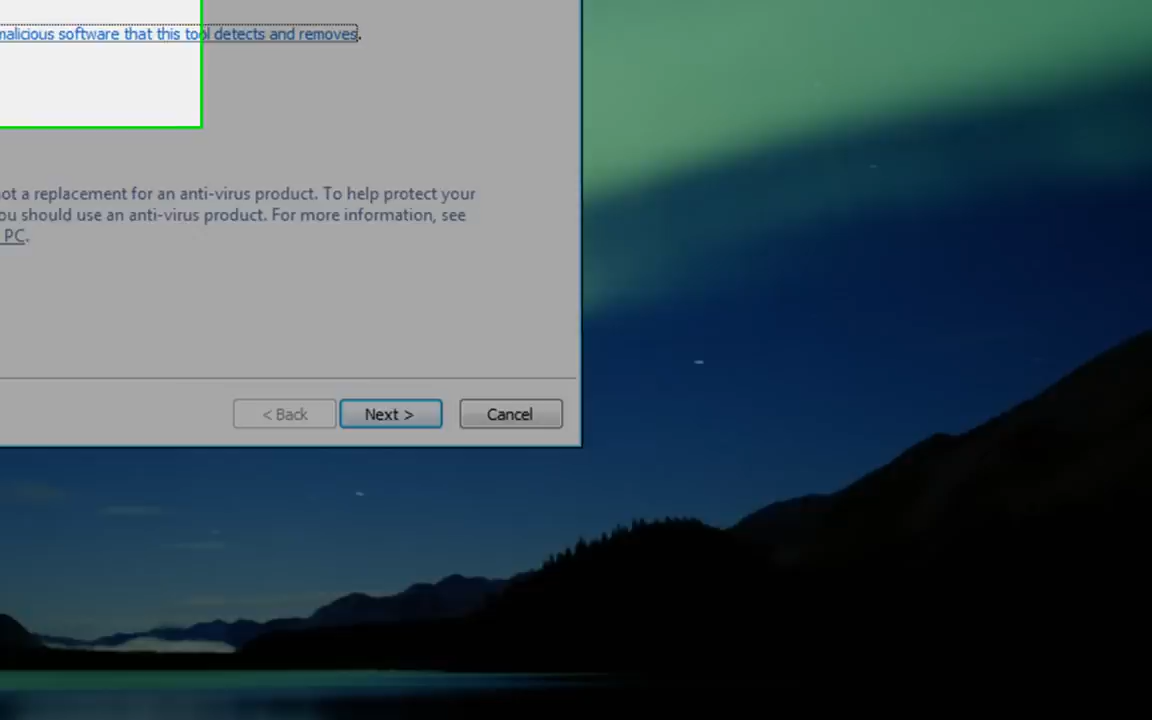 malicious software that this tool detects and removes.
ot a replacement for an anti-virus product. To help protect your
ou should use an anti-virus product. For more information, see
PC.
< Back Next > Cancel